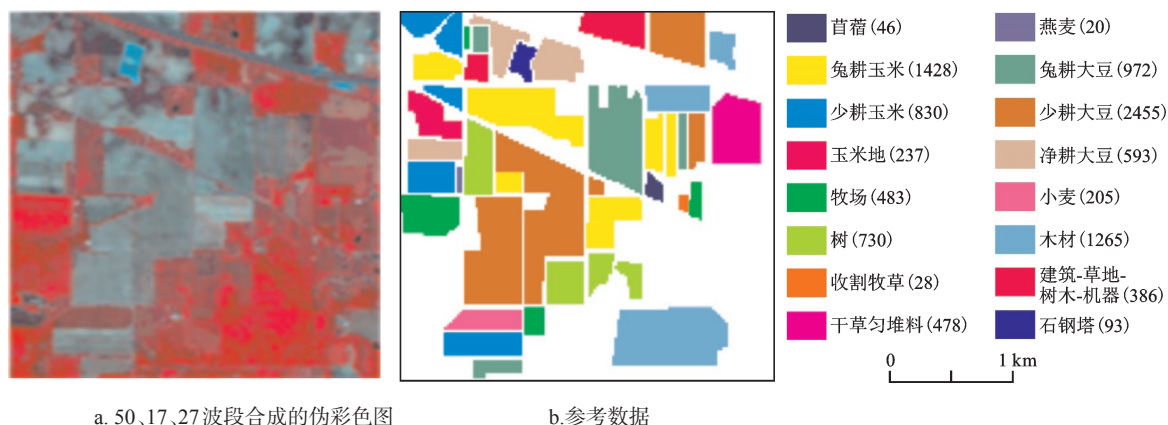 苜蓿(46)
兔耕玉米(1428)
少耕玉米(830)
玉米地(237)
牧场(483)
树(730)
收割牧草(28)
干草匀堆料(478)
燕麦(20)
兔耕大豆(972)
少耕大豆(2455)
净耕大豆(593)
小麦(205)
木材(1265)
建筑-草地-
树木-机器(386)
石钢塔(93)
0 1 km
a. 50、17、27波段合成的伪彩色图
b.参考数据